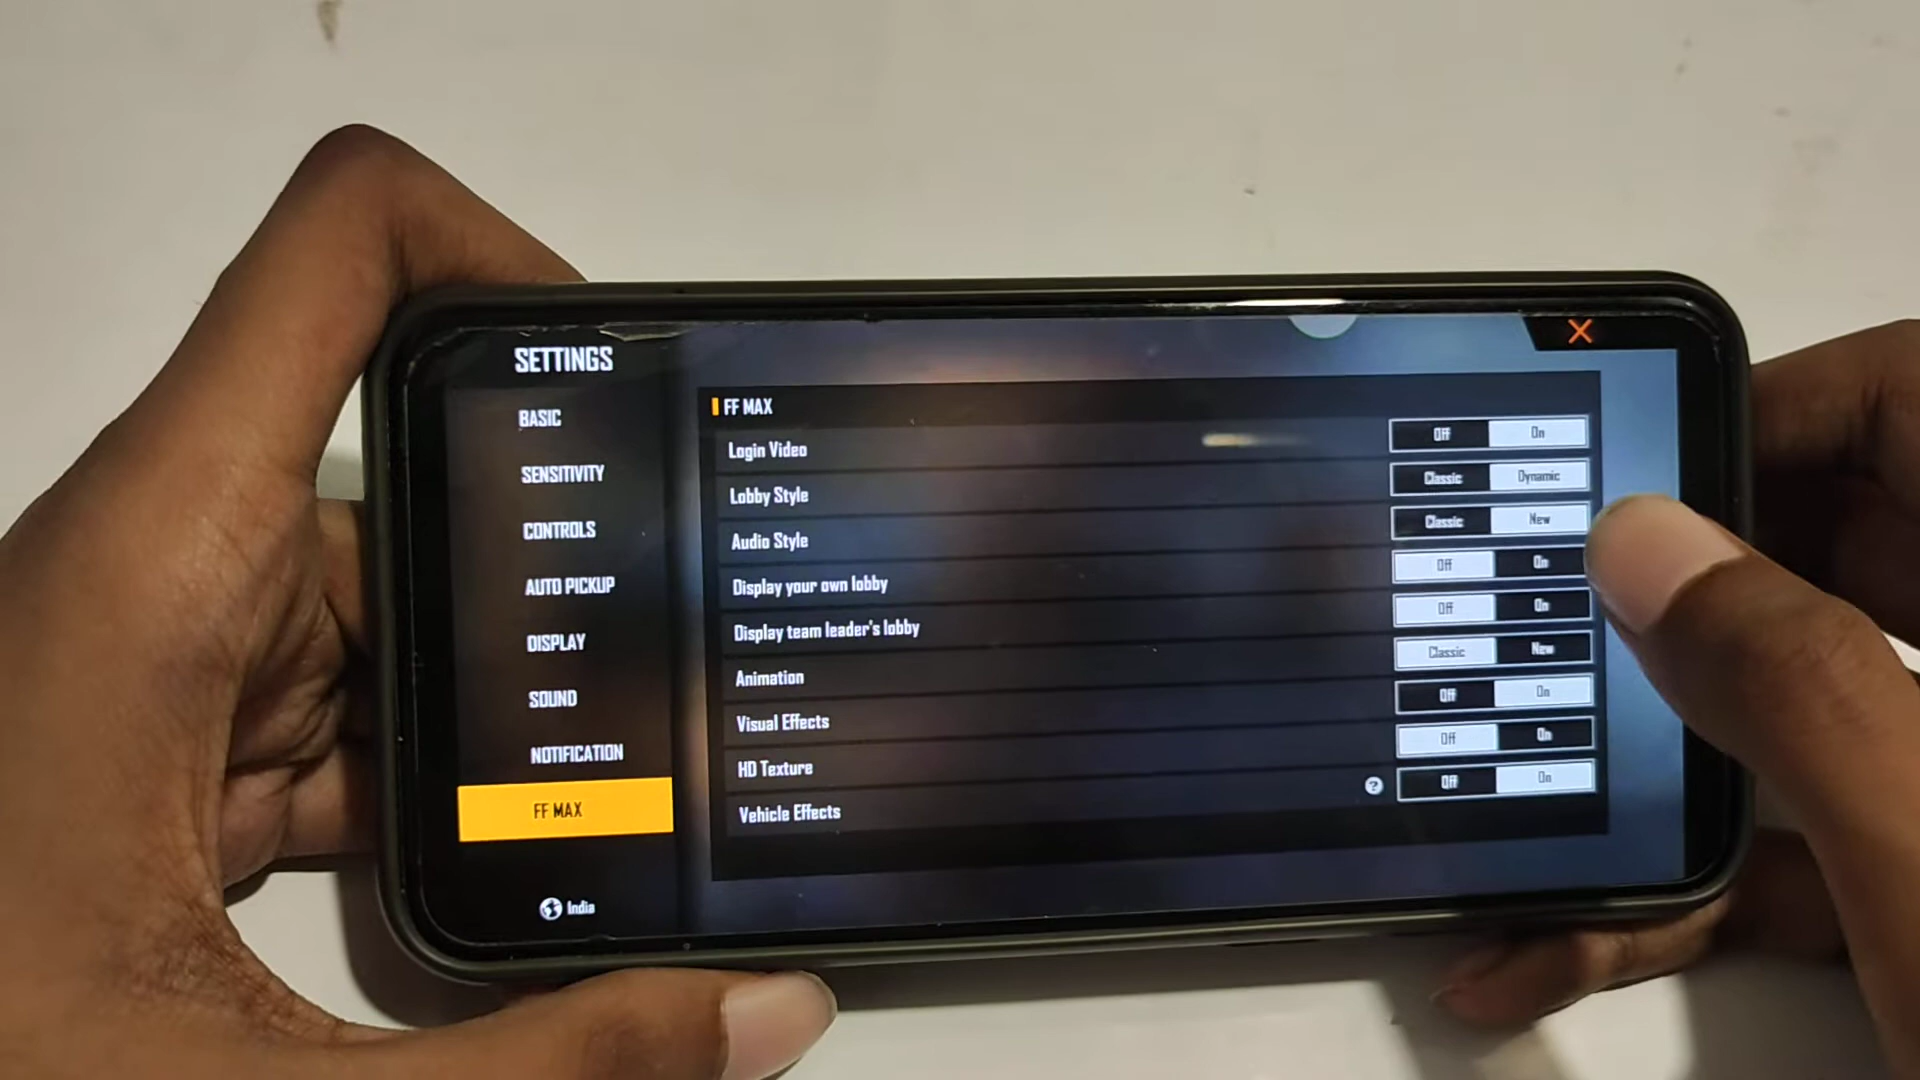 SETTINGS
BASIC
SENSITIVITY
CONTROLS
AUTO PICKUP
DISPLAY
SOUND
NOTIFICATION
FF MAX
India
FF MAX
Login Video Off On
Lobby Style Classic Dynamic
Audio Style Classic New
Display your own lobby Off On
Display team leader's lobby Off On
Animation Classic New
Visual Effects Off On
HD Texture Off On
Vehicle Effects ? Off On